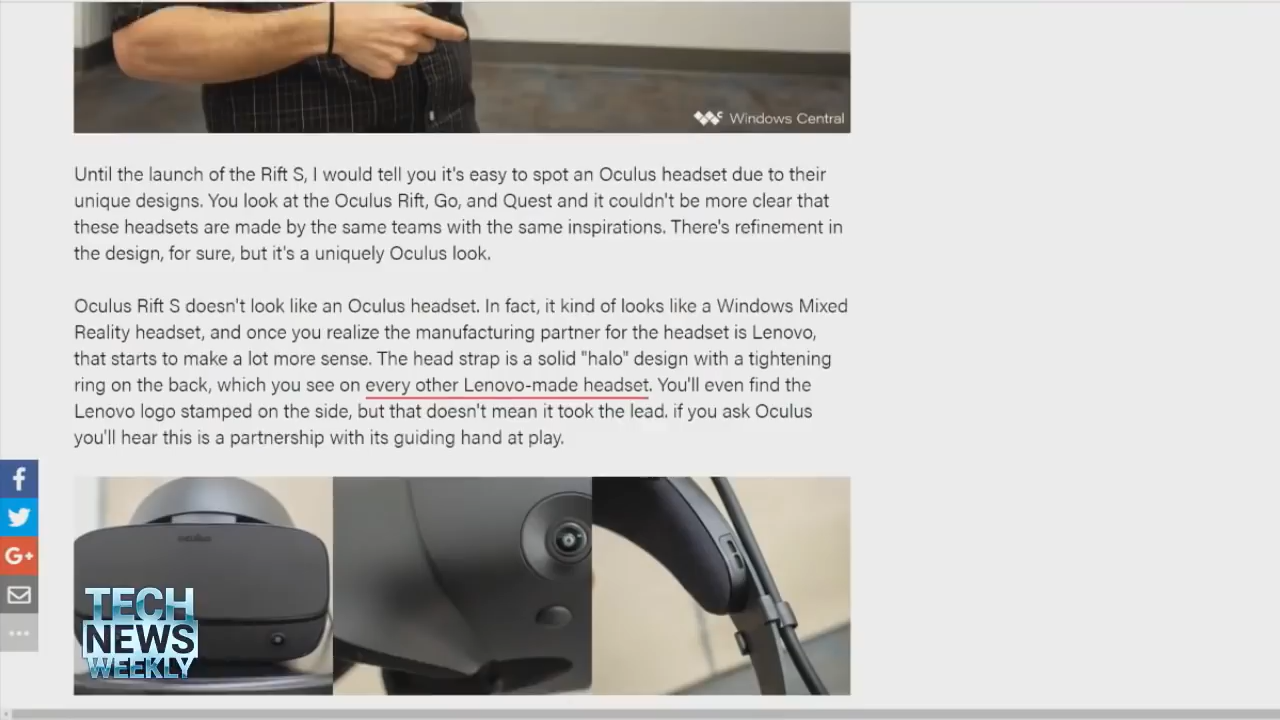 Windows Central
Until the launch of the Rift S, I would tell you it's easy to spot an Oculus headset due to their
unique designs. You look at the Oculus Rift, Go, and Quest and it couldn't be more clear that
these headsets are made by the same teams with the same inspirations. There's refinement in
the design, for sure, but it's a uniquely Oculus look.
Oculus Rift S doesn't look like an Oculus headset. In fact, it kind of looks like a Windows Mixed
Reality headset, and once you realize the manufacturing partner for the headset is Lenovo,
that starts to make a lot more sense. The head strap is a solid "halo" design with a tightening
ring on the back, which you see on every other Lenovo-made headset. You'll even find the
Lenovo logo stamped on the side, but that doesn't mean it took the lead. if you ask Oculus
you'll hear this is a partnership with its guiding hand at play.
f
G+
oculus
TECH
NEWS
WEEKLY